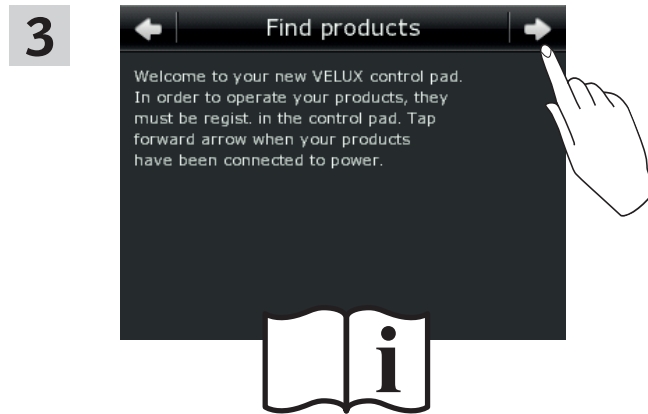 3
Find products
Welcome to your new VELUX control pad.
In order to operate your products, they
must be regist. in the control pad. Tap
forward arrow when your products
have been connected to power.
i